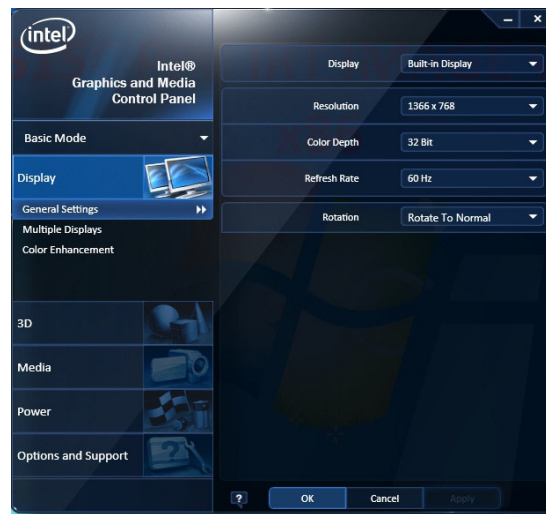 intel
Intel®
Graphics and Media
Control Panel
Basic Mode
Display
General Settings
Multiple Displays
Color Enhancement
3D
Media
Power
Options and Support
Display Built-in Display
Resolution 1366 x 768
Color Depth 32 Bit
Refresh Rate 60 Hz
Rotation Rotate To Normal
? OK Cancel Apply